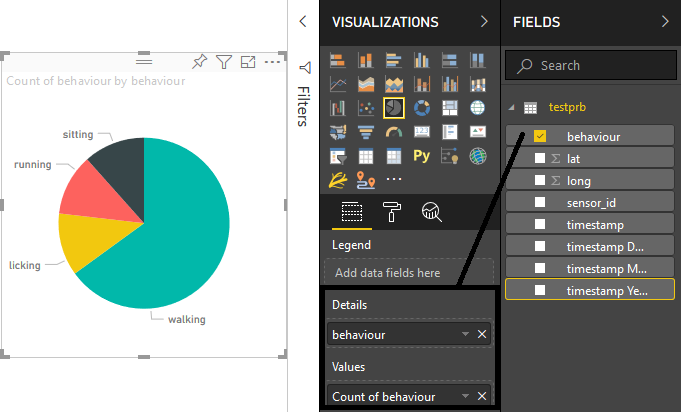 Count of behaviour by behaviour
sitting
running
licking
walking
Filters
VISUALIZATIONS
123
R
Py
Legend
Add data fields here
Details
behaviour
Values
Count of behaviour
FIELDS
Search
testprb
behaviour
Σ lat
Σ long
sensor_id
timestamp
timestamp D...
timestamp M...
timestamp Ye...